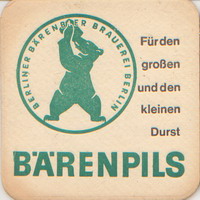 BERLINER BÄRENBIER BRAUEREI BERLIN
Für den
großen
und den
kleinen
Durst
BÄRENPILS